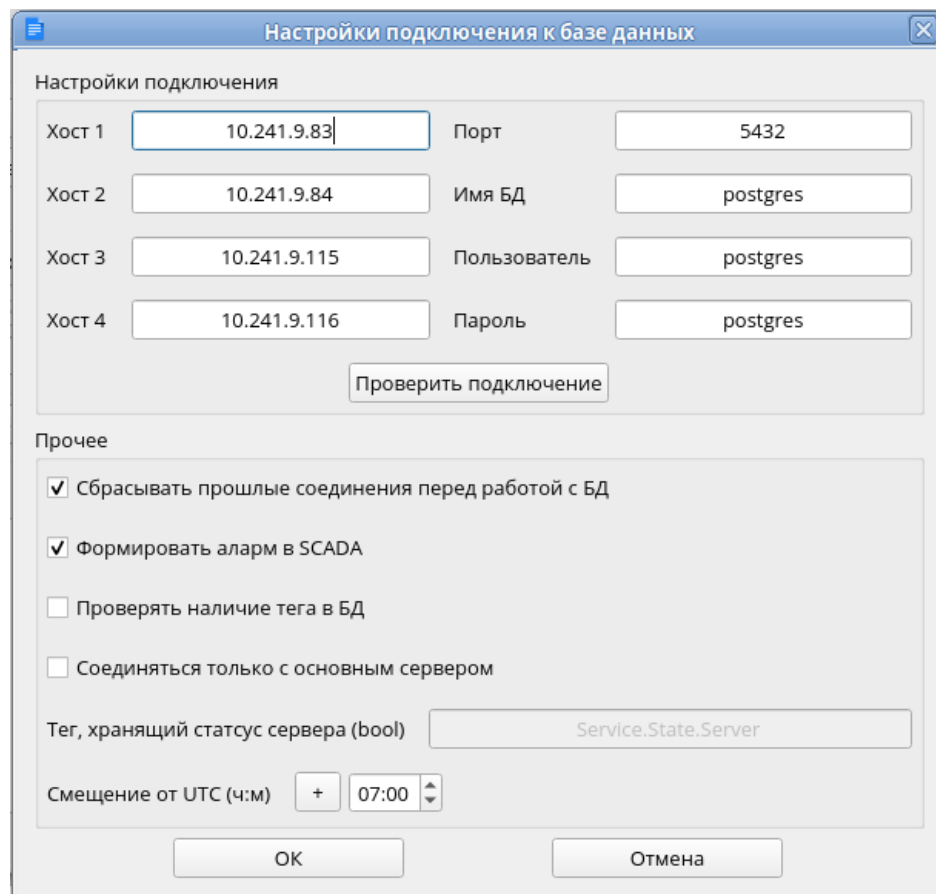 Настройки подключения к базе данных
Настройки подключения
Хост 1 10.241.9.83 Порт 5432
Хост 2 10.241.9.84 Имя БД postgres
Хост 3 10.241.9.115 Пользователь postgres
Хост 4 10.241.9.116 Пароль postgres
Проверить подключение
Прочее
Сбрасывать прошлые соединения перед работой с БД
Формировать аларм в SCADA
Проверять наличие тега в БД
Соединяться только с основным сервером
Тег, хранящий статсус сервера (bool) Service.State.Server
Смещение от UTC (ч:м) + 07:00
ОК Отмена